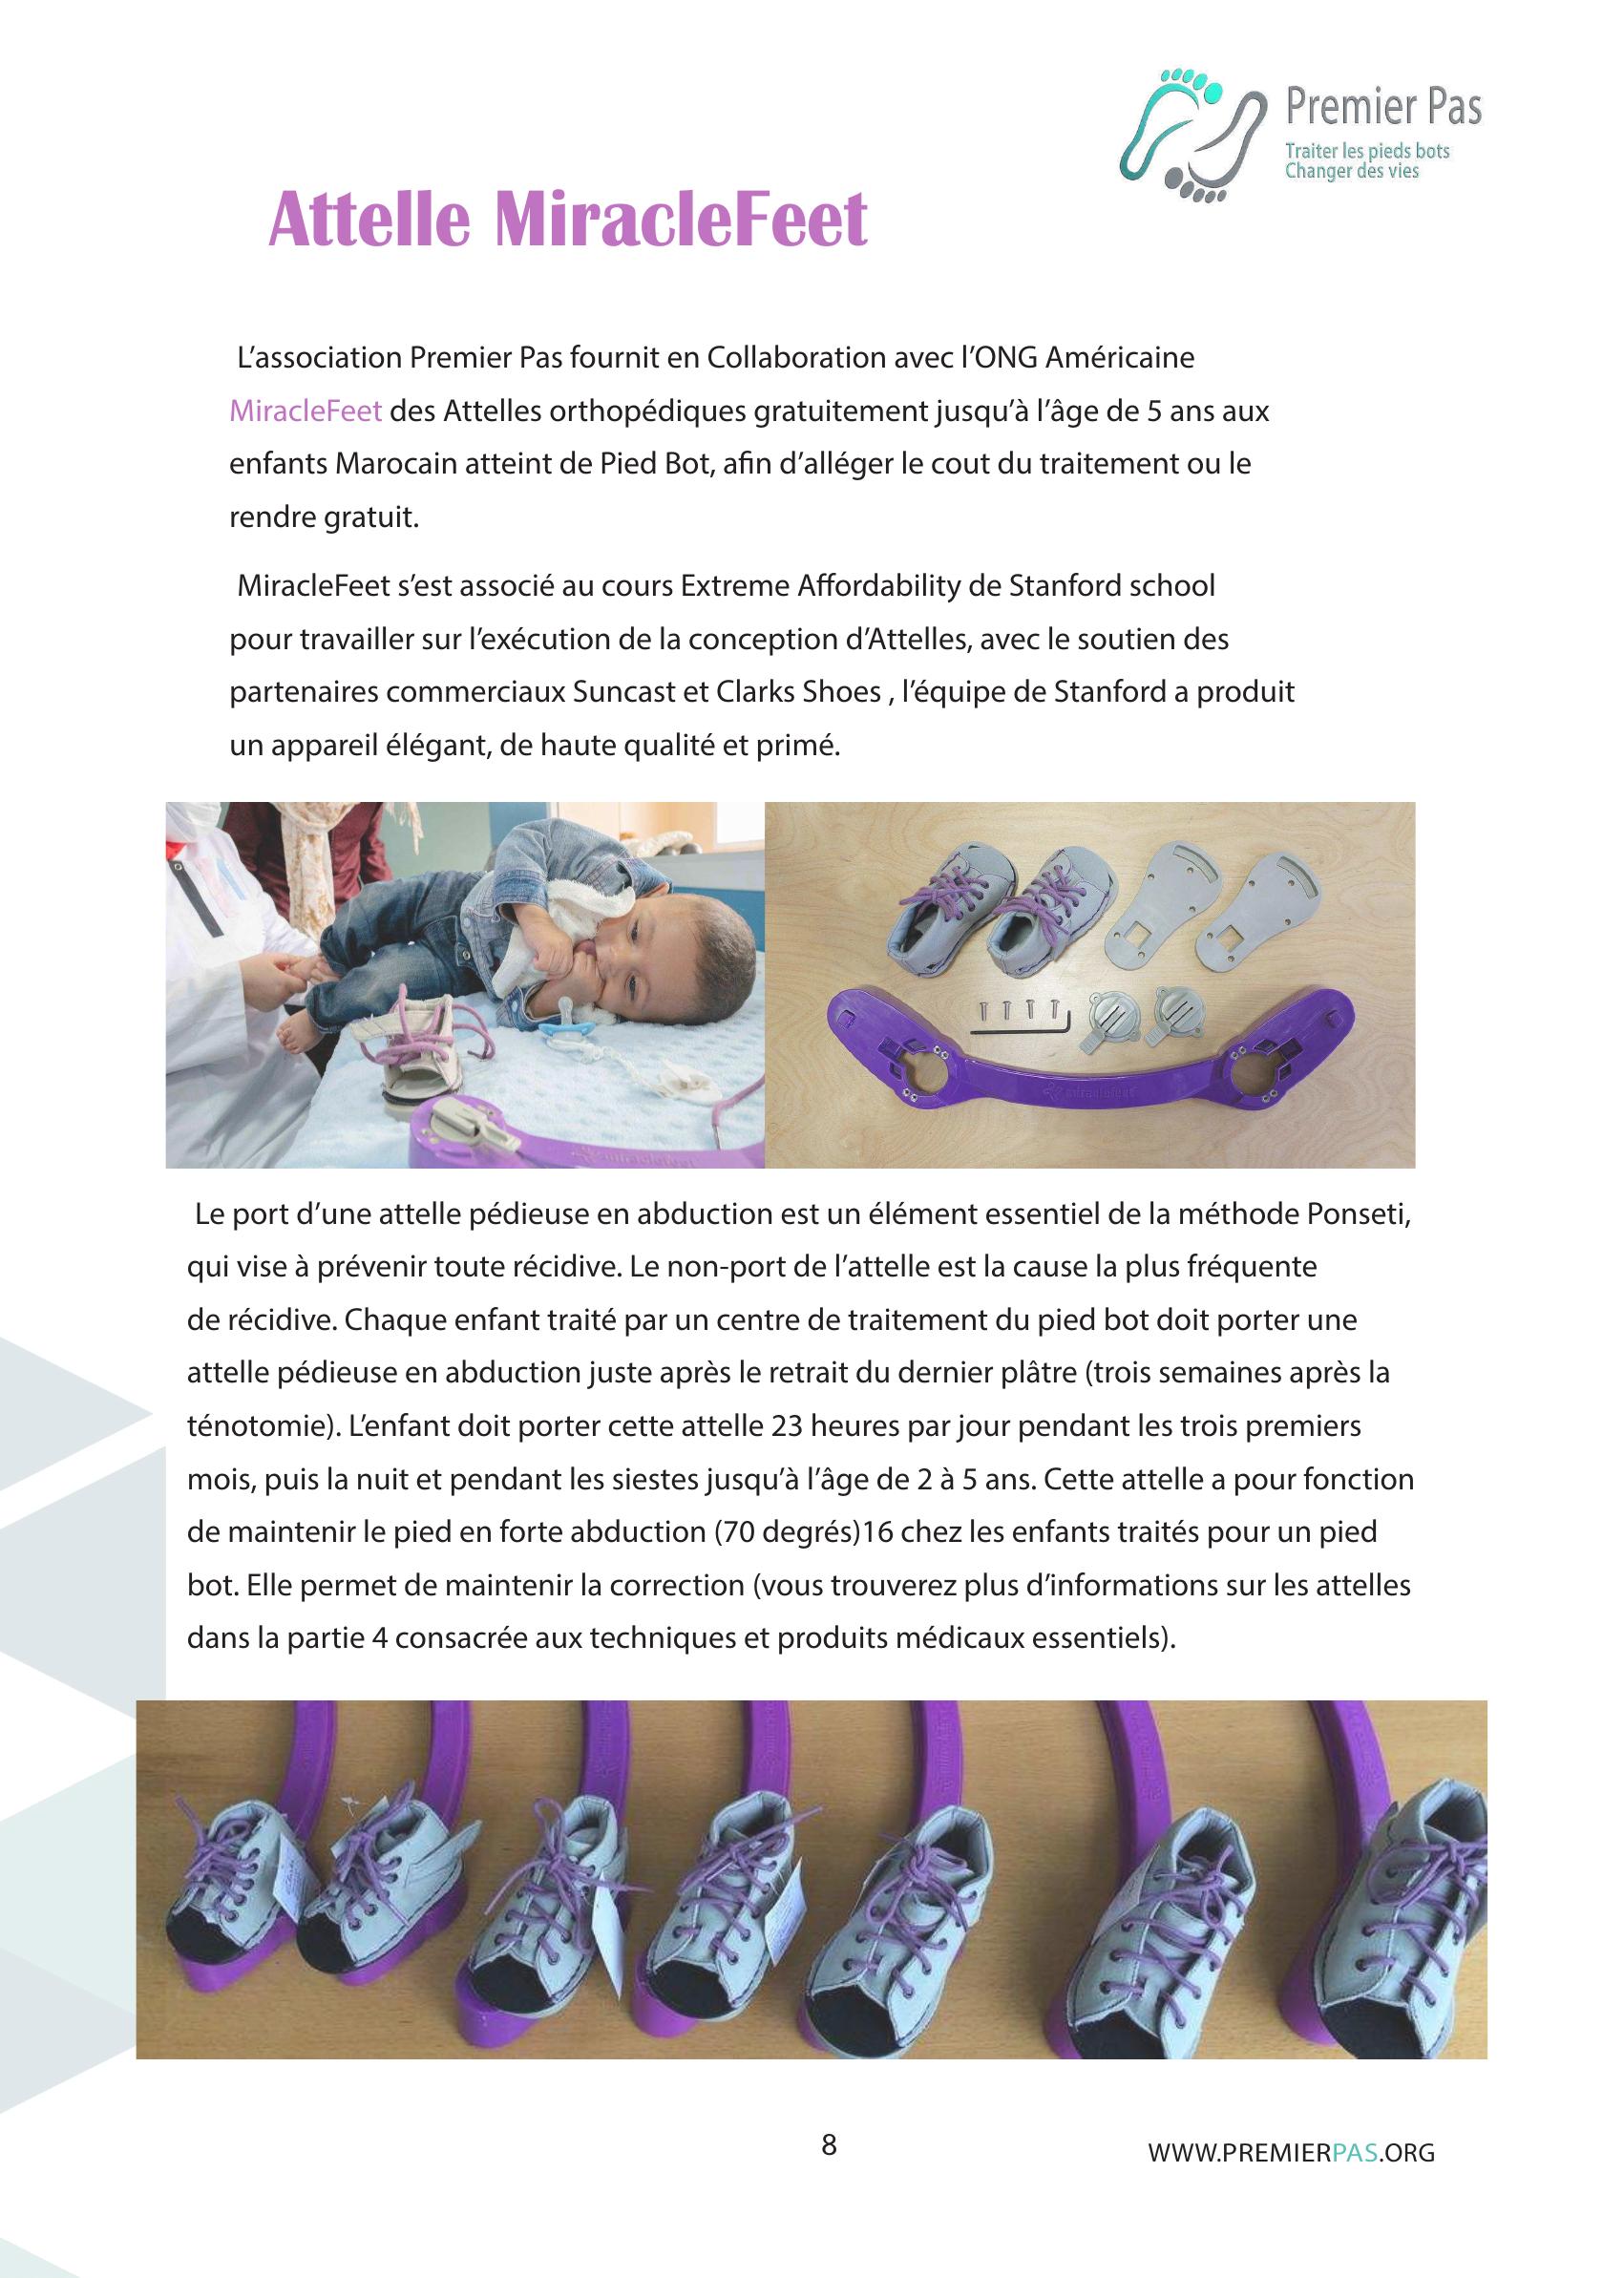 Premier Pas
Traiter les pieds bots
Changer des vies
Attelle MiracleFeet
L’association Premier Pas fournit en Collaboration avec l’ONG Américaine
MiracleFeet des Attelles orthopédiques gratuitement jusqu’à l’âge de 5 ans aux
enfants Marocain atteint de Pied Bot, afin d’alléger le cout du traitement ou le
rendre gratuit.
MiracleFeet s’est associé au cours Extreme Affordability de Stanford school
pour travailler sur l’exécution de la conception d’Attelles, avec le soutien des
partenaires commerciaux Suncast et Clarks Shoes , l’équipe de Stanford a produit
un appareil élégant, de haute qualité et primé.
miraclefeet
miraclefeet
Le port d’une attelle pédieuse en abduction est un élément essentiel de la méthode Ponseti,
qui vise à prévenir toute récidive. Le non-port de l’attelle est la cause la plus fréquente
de récidive. Chaque enfant traité par un centre de traitement du pied bot doit porter une
attelle pédieuse en abduction juste après le retrait du dernier plâtre (trois semaines après la
ténotomie). L’enfant doit porter cette attelle 23 heures par jour pendant les trois premiers
mois, puis la nuit et pendant les siestes jusqu’à l’âge de 2 à 5 ans. Cette attelle a pour fonction
de maintenir le pied en forte abduction (70 degrés)16 chez les enfants traités pour un pied
bot. Elle permet de maintenir la correction (vous trouverez plus d’informations sur les attelles
dans la partie 4 consacrée aux techniques et produits médicaux essentiels).
8
WWW.PREMIERPAS.ORG